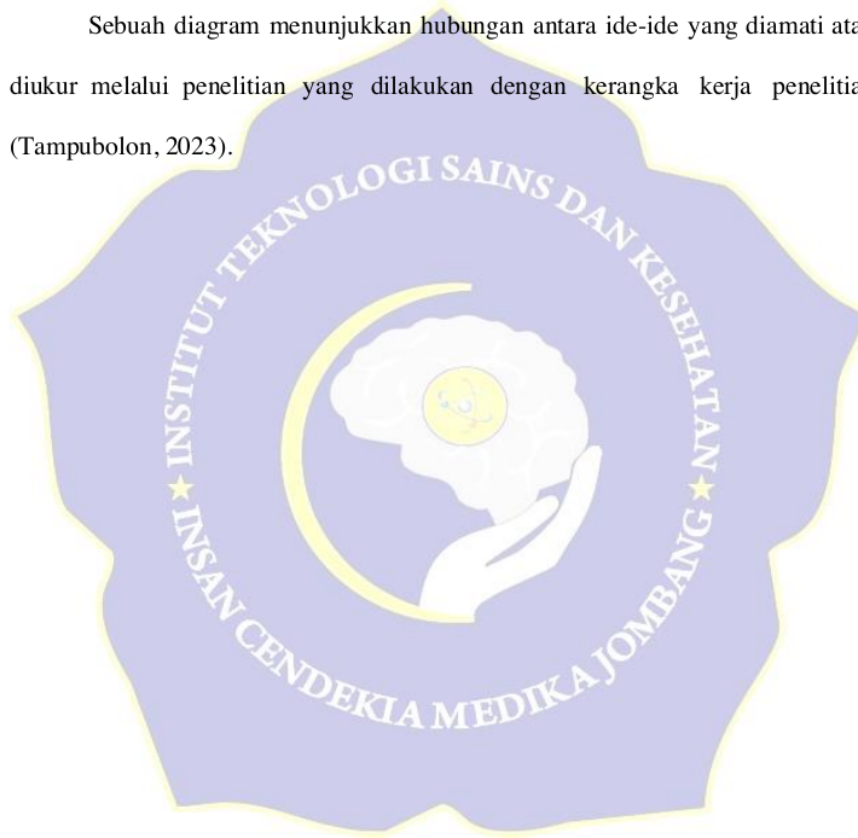 Sebuah diagram menunjukkan hubungan antara ide-ide yang diamati ata
diukur melalui penelitian yang dilakukan dengan kerangka kerja penelitia
(Tampubolon, 2023).
INSTITUT TEKNOLOGI SAINS DAN KESEHATAN
INSAN CENDEKIA MEDIKA JOMBANG